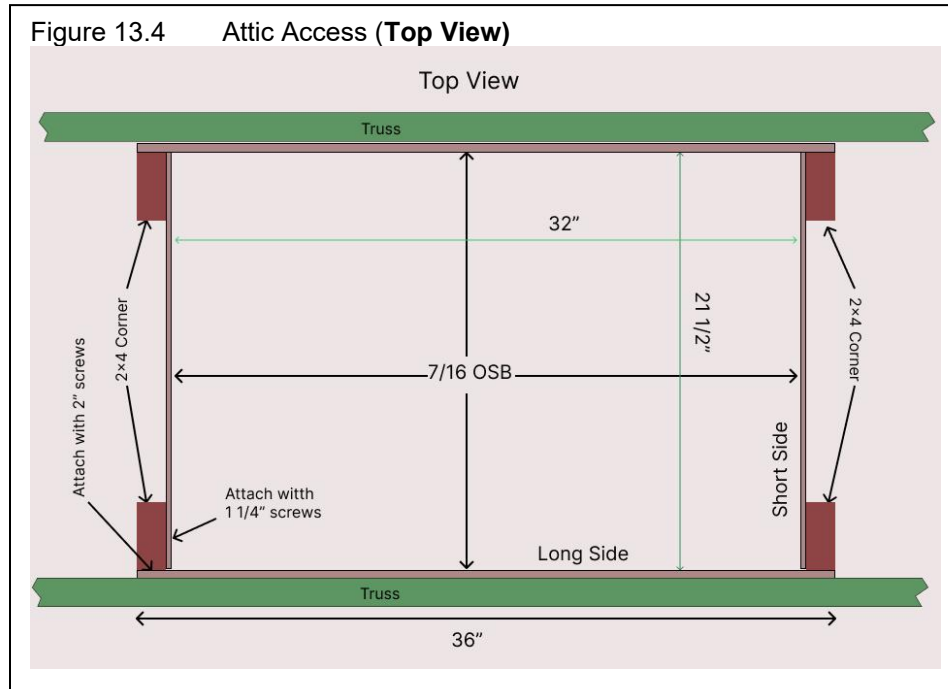 Figure 13.4 Attic Access (Top View)
Top View
Truss
32”
21 1/2”
2×4 Corner
2×4 Corner
7/16 OSB
Attach with 2” screws
Attach witth
1 1/4” screws
Short Side
Long Side
Truss
36”